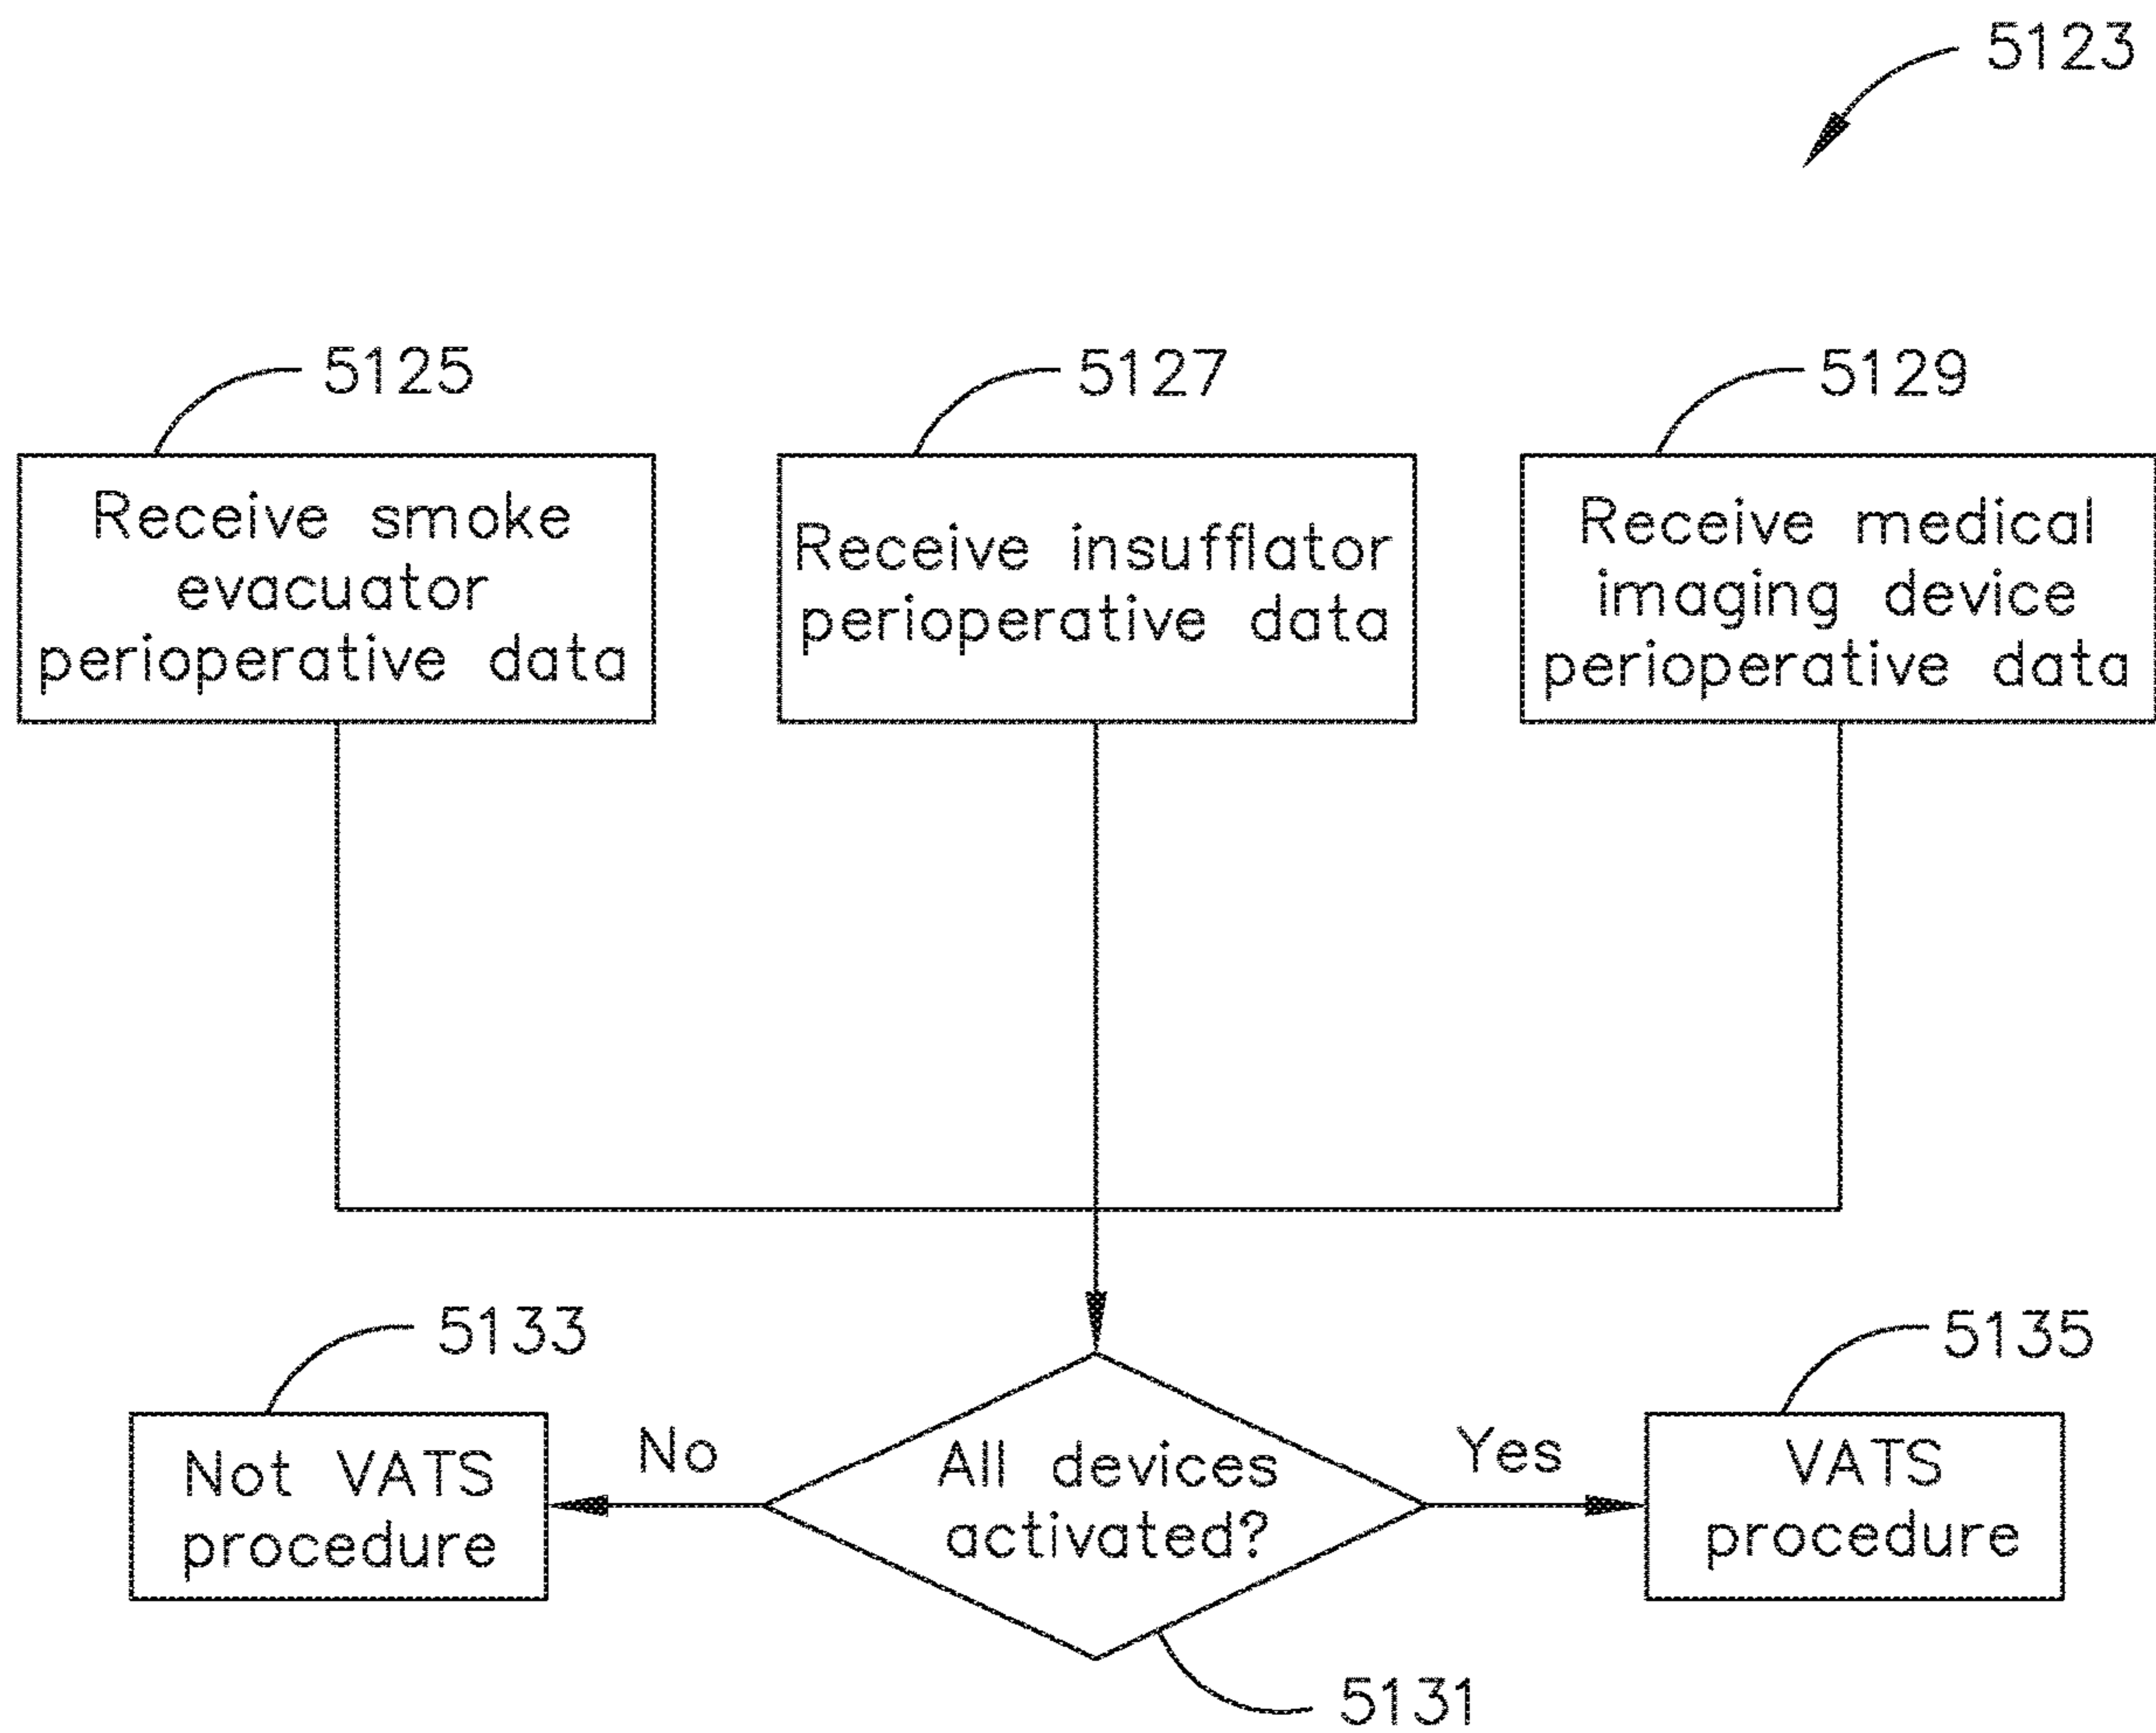 5123
5125
5127
5129
Receive smoke
evacuator
perioperative data
Receive insufflator
perioperative data
Receive medical
imaging device
perioperative data
5133
5135
Not VATS
procedure
No
All devices
activated?
Yes
VATS
procedure
5131